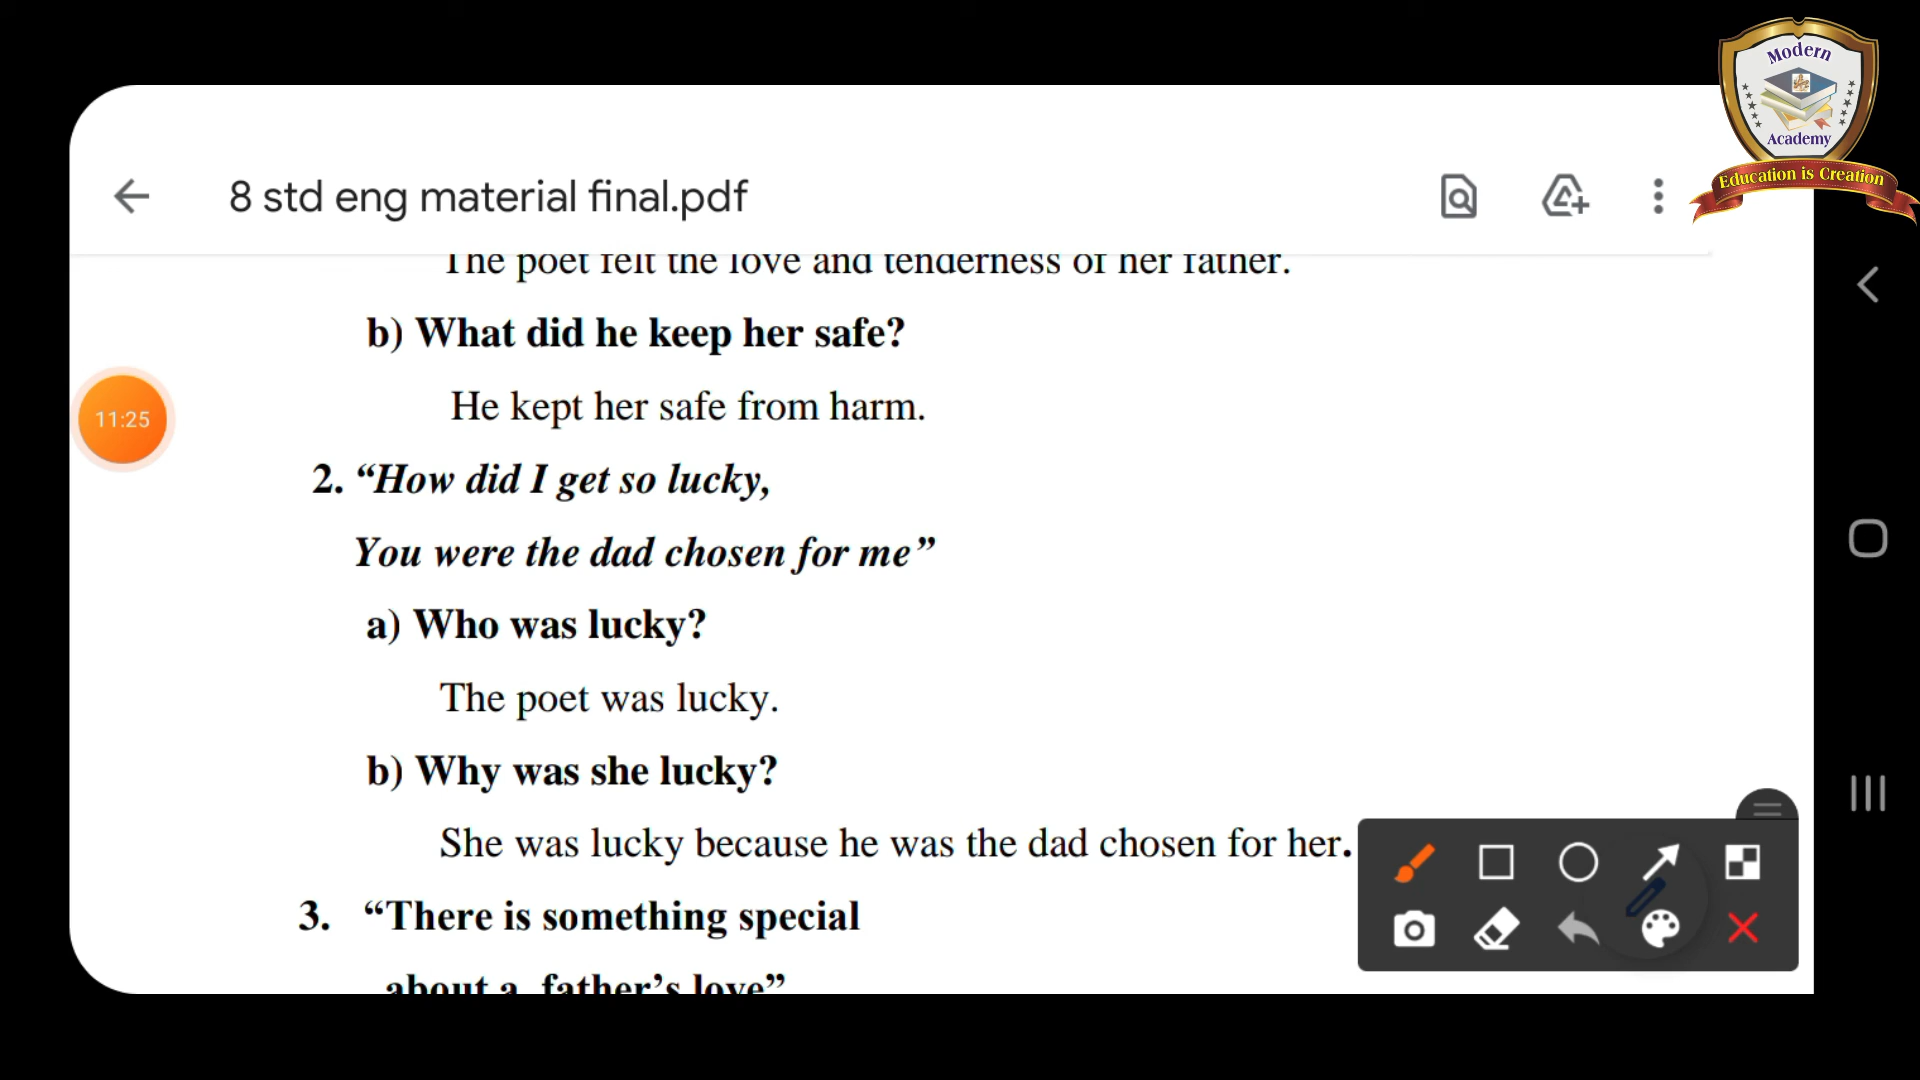 Modern
Academy
Education is Creation
8 std eng material final.pdf
The poet felt the love and tenderness of her father.
b) What did he keep her safe?
11:25
He kept her safe from harm.
2. “How did I get so lucky,
You were the dad chosen for me”
a) Who was lucky?
The poet was lucky.
b) Why was she lucky?
She was lucky because he was the dad chosen for her.
3. “There is something special
about a father’s love”